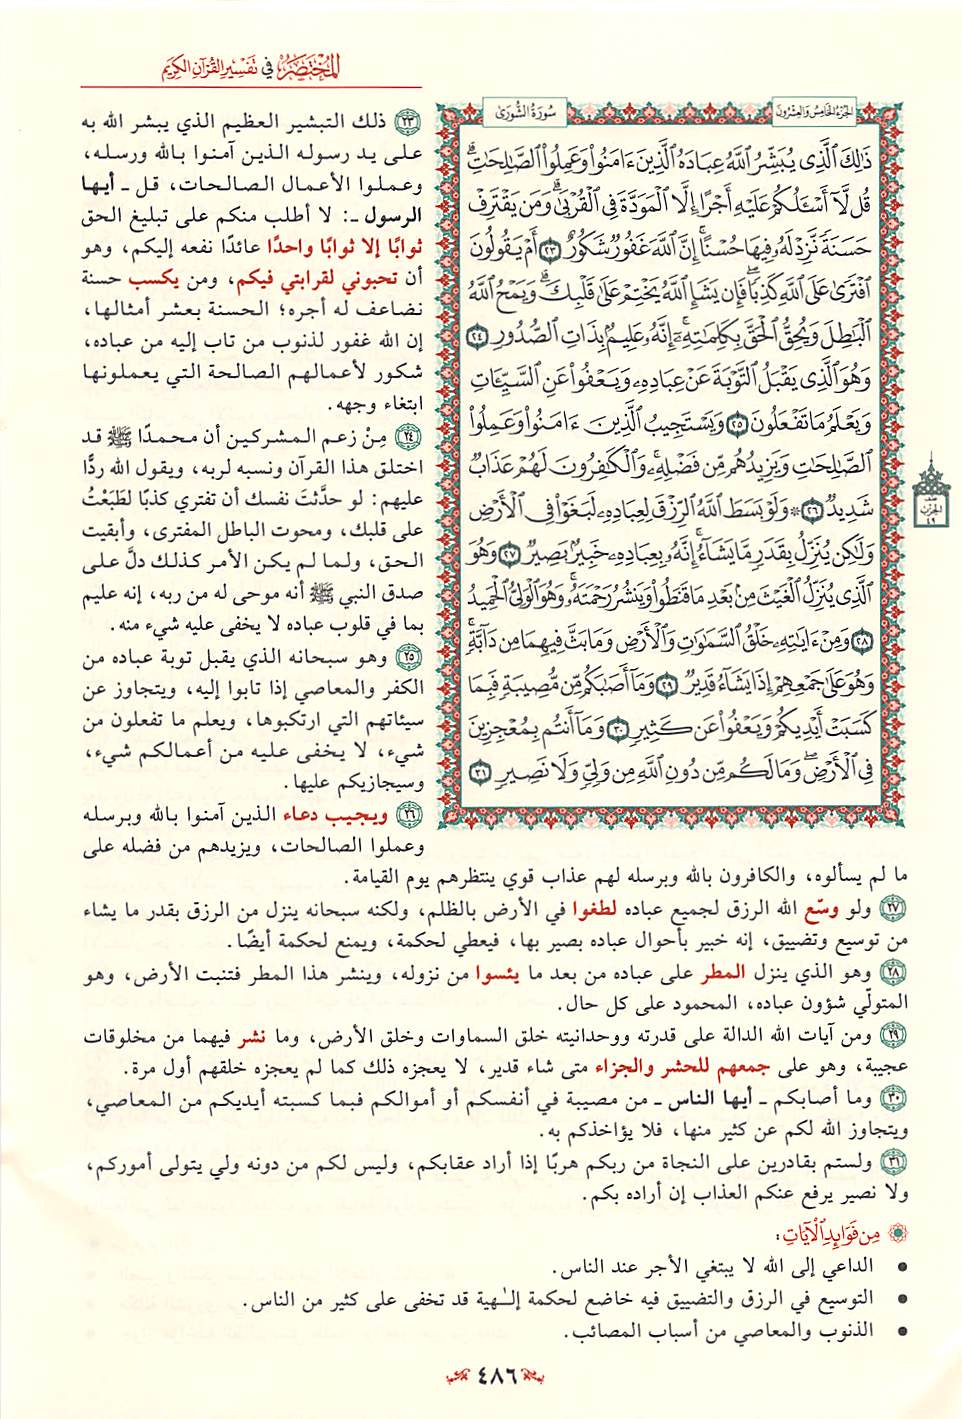 المختصر في تفسير القرآن الكريم
الجزء الخامس والعشرون
سورة الشورى
ذَٰلِكَ ٱلَّذِى يُبَشِّرُ ٱللَّهُ عِبَادَهُ ٱلَّذِينَ ءَامَنُوا۟ وَعَمِلُوا۟ ٱلصَّـٰلِحَـٰتِۗ
قُل لَّآ أَسْـَٔلُكُمْ عَلَيْهِ أَجْرًا إِلَّا ٱلْمَوَدَّةَ فِى ٱلْقُرْبَىٰۗ وَمَن يَقْتَرِفْ
حَسَنَةً نَّزِدْ لَهُۥ فِيهَا حُسْنًاۚ إِنَّ ٱللَّهَ غَفُورٌ شَكُورٌ ٢٣ أَمْ يَقُولُونَ
ٱفْتَرَىٰ عَلَى ٱللَّهِ كَذِبًاۖ فَإِن يَشَإِ ٱللَّهُ يَخْتِمْ عَلَىٰ قَلْبِكَۗ وَيَمْحُ ٱللَّهُ
ٱلْبَـٰطِلَ وَيُحِقُّ ٱلْحَقَّ بِكَلِمَـٰتِهِۦٓۚ إِنَّهُۥ عَلِيمٌۢ بِذَاتِ ٱلصُّدُورِ ٢٤
وَهُوَ ٱلَّذِى يَقْبَلُ ٱلتَّوْبَةَ عَنْ عِبَادِهِۦ وَيَعْفُوا۟ عَنِ ٱلسَّيِّـَٔاتِ
وَيَعْلَمُ مَا تَفْعَلُونَ ٢٥ وَيَسْتَجِيبُ ٱلَّذِينَ ءَامَنُوا۟ وَعَمِلُوا۟
ٱلصَّـٰلِحَـٰتِ وَيَزِيدُهُم مِّن فَضْلِهِۦۚ وَٱلْكَـٰفِرُونَ لَهُمْ عَذَابٌ
شَدِيدٌ ٢٦ ۞ وَلَوْ بَسَطَ ٱللَّهُ ٱلرِّزْقَ لِعِبَادِهِۦ لَبَغَوْا۟ فِى ٱلْأَرْضِ
وَلَـٰكِن يُنَزِّلُ بِقَدَرٍ مَّا يَشَآءُۚ إِنَّهُۥ بِعِبَادِهِۦ خَبِيرٌۢ بَصِيرٌ ٢٧ وَهُوَ
ٱلَّذِى يُنَزِّلُ ٱلْغَيْثَ مِنۢ بَعْدِ مَا قَنَطُوا۟ وَيَنشُرُ رَحْمَتَهُۥۚ وَهُوَ ٱلْوَلِىُّ ٱلْحَمِيدُ
٢٨ وَمِنْ ءَايَـٰتِهِۦ خَلْقُ ٱلسَّمَـٰوَٰتِ وَٱلْأَرْضِ وَمَا بَثَّ فِيهِمَا مِن دَآبَّةٍۚ
وَهُوَ عَلَىٰ جَمْعِهِمْ إِذَا يَشَآءُ قَدِيرٌ ٢٩ وَمَآ أَصَـٰبَكُم مِّن مُّصِيبَةٍ فَبِمَا
كَسَبَتْ أَيْدِيكُمْ وَيَعْفُوا۟ عَن كَثِيرٍ ٣٠ وَمَآ أَنتُم بِمُعْجِزِينَ
فِى ٱلْأَرْضِۖ وَمَا لَكُم مِّن دُونِ ٱللَّهِ مِن وَلِىٍّ وَلَا نَصِيرٍ ٣١
نصف
الحزب
٤٩
٢٣ ذلك التبشير العظيم الذي يبشر الله به
على يد رسوله الذين آمنوا بالله ورسله،
وعملوا الأعمال الصالحات، قل ـ أيها
الرسول ـ: لا أطلب منكم على تبليغ الحق
ثوابًا إلا ثوابًا واحدًا عائدًا نفعه إليكم، وهو
أن تحبوني لقرابتي فيكم، ومن يكسب حسنة
نضاعف له أجره؛ الحسنة بعشر أمثالها،
إن الله غفور لذنوب من تاب إليه من عباده،
شكور لأعمالهم الصالحة التي يعملونها
ابتغاء وجهه.
٢٤ مِنْ زعم المشركين أن محمدًا ﷺ قد
اختلق هذا القرآن ونسبه لربه، ويقول الله ردًّا
عليهم: لو حدَّثتَ نفسك أن تفتري كذبًا لطَبَعْتُ
على قلبك، ومحوت الباطل المفترى، وأبقيت
الحق، ولما لم يكن الأمر كذلك دلَّ على
صدق النبي ﷺ أنه موحى له من ربه، إنه عليم
بما في قلوب عباده لا يخفى عليه شيء منه.
٢٥ وهو سبحانه الذي يقبل توبة عباده من
الكفر والمعاصي إذا تابوا إليه، ويتجاوز عن
سيئاتهم التي ارتكبوها، ويعلم ما تفعلون من
شيء، لا يخفى عليه من أعمالكم شيء،
وسيجازيكم عليها.
٢٦ ويجيب دعاء الذين آمنوا بالله وبرسله
وعملوا الصالحات، ويزيدهم من فضله على
ما لم يسألوه، والكافرون بالله وبرسله لهم عذاب قوي ينتظرهم يوم القيامة.
٢٧ ولو وسّع الله الرزق لجميع عباده لطغوا في الأرض بالظلم، ولكنه سبحانه ينزل من الرزق بقدر ما يشاء
من توسيع وتضييق، إنه خبير بأحوال عباده بصير بها، فيعطي لحكمة، ويمنع لحكمة أيضًا.
٢٨ وهو الذي ينزل المطر على عباده من بعد ما يئسوا من نزوله، وينشر هذا المطر فتنبت الأرض، وهو
المتولّي شؤون عباده، المحمود على كل حال.
٢٩ ومن آيات الله الدالة على قدرته ووحدانيته خلق السماوات وخلق الأرض، وما نشر فيهما من مخلوقات
عجيبة، وهو على جمعهم للحشر والجزاء متى شاء قدير، لا يعجزه ذلك كما لم يعجزه خلقهم أول مرة.
٣٠ وما أصابكم ـ أيها الناس ـ من مصيبة في أنفسكم أو أموالكم فبما كسبته أيديكم من المعاصي،
ويتجاوز الله لكم عن كثير منها، فلا يؤاخذكم به.
٣١ ولستم بقادرين على النجاة من ربكم هربًا إذا أراد عقابكم، وليس لكم من دونه ولي يتولى أموركم،
ولا نصير يرفع عنكم العذاب إن أراده بكم.
من فوائد الآيات:
• الداعي إلى الله لا يبتغي الأجر عند الناس.
• التوسيع في الرزق والتضييق فيه خاضع لحكمة إلـٰهية قد تخفى على كثير من الناس.
• الذنوب والمعاصي من أسباب المصائب.
٤٨٦